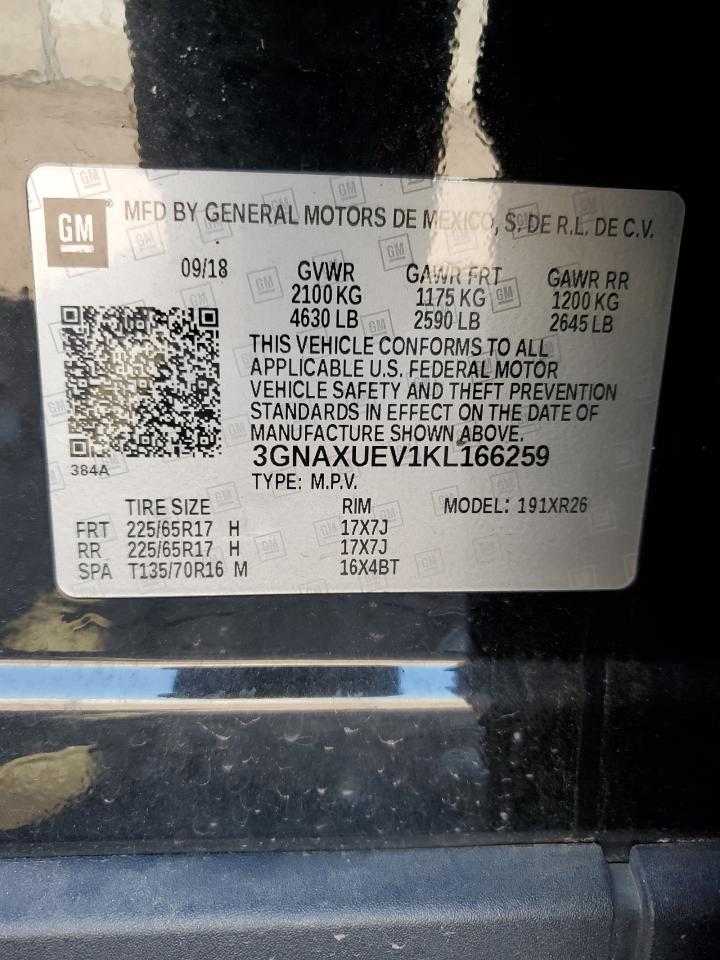 GM ® MFD BY GENERAL MOTORS DE MEXICO, S. DE R.L. DE C.V.
09/18 GVWR GAWR FRT GAWR RR
2100 KG 1175 KG 1200 KG
4630 LB 2590 LB 2645 LB
THIS VEHICLE CONFORMS TO ALL
APPLICABLE U.S. FEDERAL MOTOR
VEHICLE SAFETY AND THEFT PREVENTION
STANDARDS IN EFFECT ON THE DATE OF
MANUFACTURE SHOWN ABOVE.
384A 3GNAXUEV1KL166259
TYPE: M.P.V.
TIRE SIZE RIM MODEL: 191XR26
FRT 225/65R17 H 17X7J
RR 225/65R17 H 17X7J
SPA T135/70R16 M 16X4BT